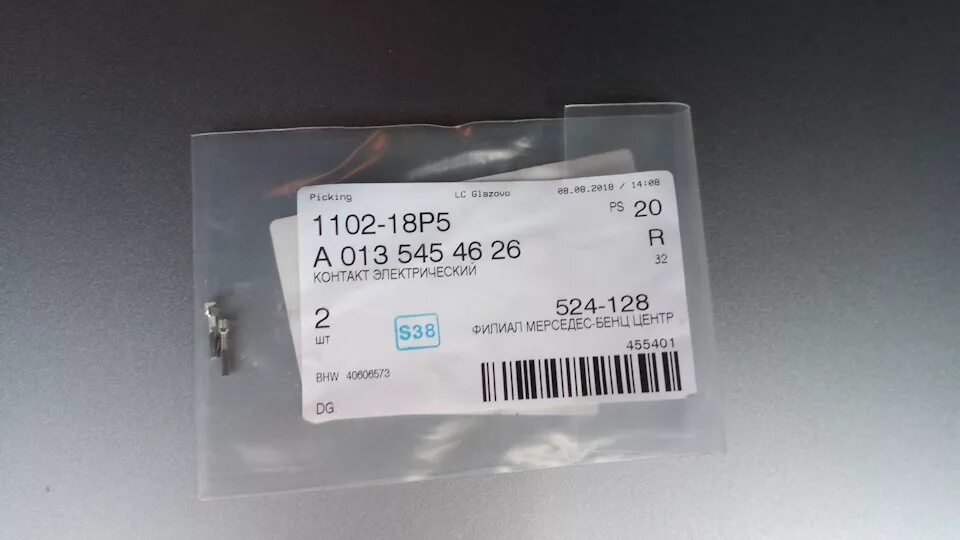 Picking LC Glazovo 08.08.2018 / 14:08
1102-18P5 PS 20
A 013 545 46 26 R
КОНТАКТ ЭЛЕКТРИЧЕСКИЙ 32
2 524-128
шт S38 ФИЛИАЛ МЕРСЕДЕС-БЕНЦ ЦЕНТР
455401
BHW 40606573
DG: